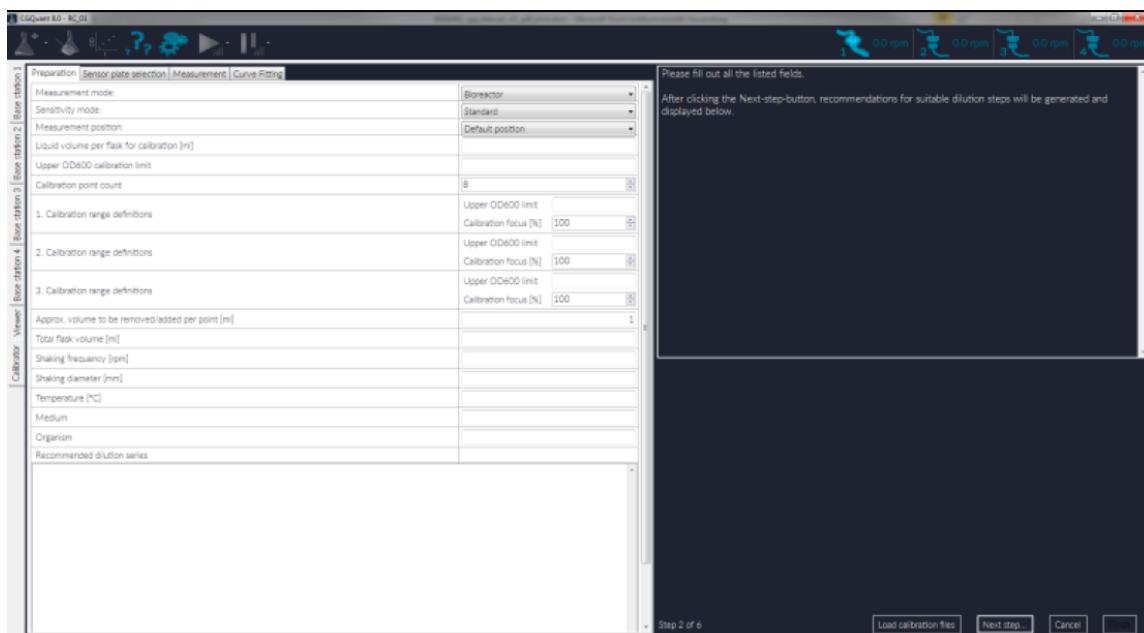 CGQuant 8.0 - RC_01
1 0.0 rpm 2 0.0 rpm 3 0.0 rpm 4 0.0 rpm
Base station 1
Base station 2
Base station 3
Base station 4
Viewer
Calibrator
Preparation Sensor plate selection Measurement Curve Fitting
Measurement mode: Bioreactor
Sensitivity mode: Standard
Measurement position: Default position
Liquid volume per flask for calibration [ml]
Upper OD600 calibration limit
Calibration point count 8
1. Calibration range definitions
Upper OD600 limit
Calibration focus [%] 100
2. Calibration range definitions
Upper OD600 limit
Calibration focus [%] 100
3. Calibration range definitions
Upper OD600 limit
Calibration focus [%] 100
Approx. volume to be removed/added per point [ml] 1
Total flask volume [ml]
Shaking frequency [rpm]
Shaking diameter [mm]
Temperature [°C]
Medium
Organism
Recommended dilution series
Please fill out all the listed fields.
After clicking the Next-step-button, recommendations for suitable dilution steps will be generated and
displayed below.
Step 2 of 6
Load calibration files Next step... Cancel